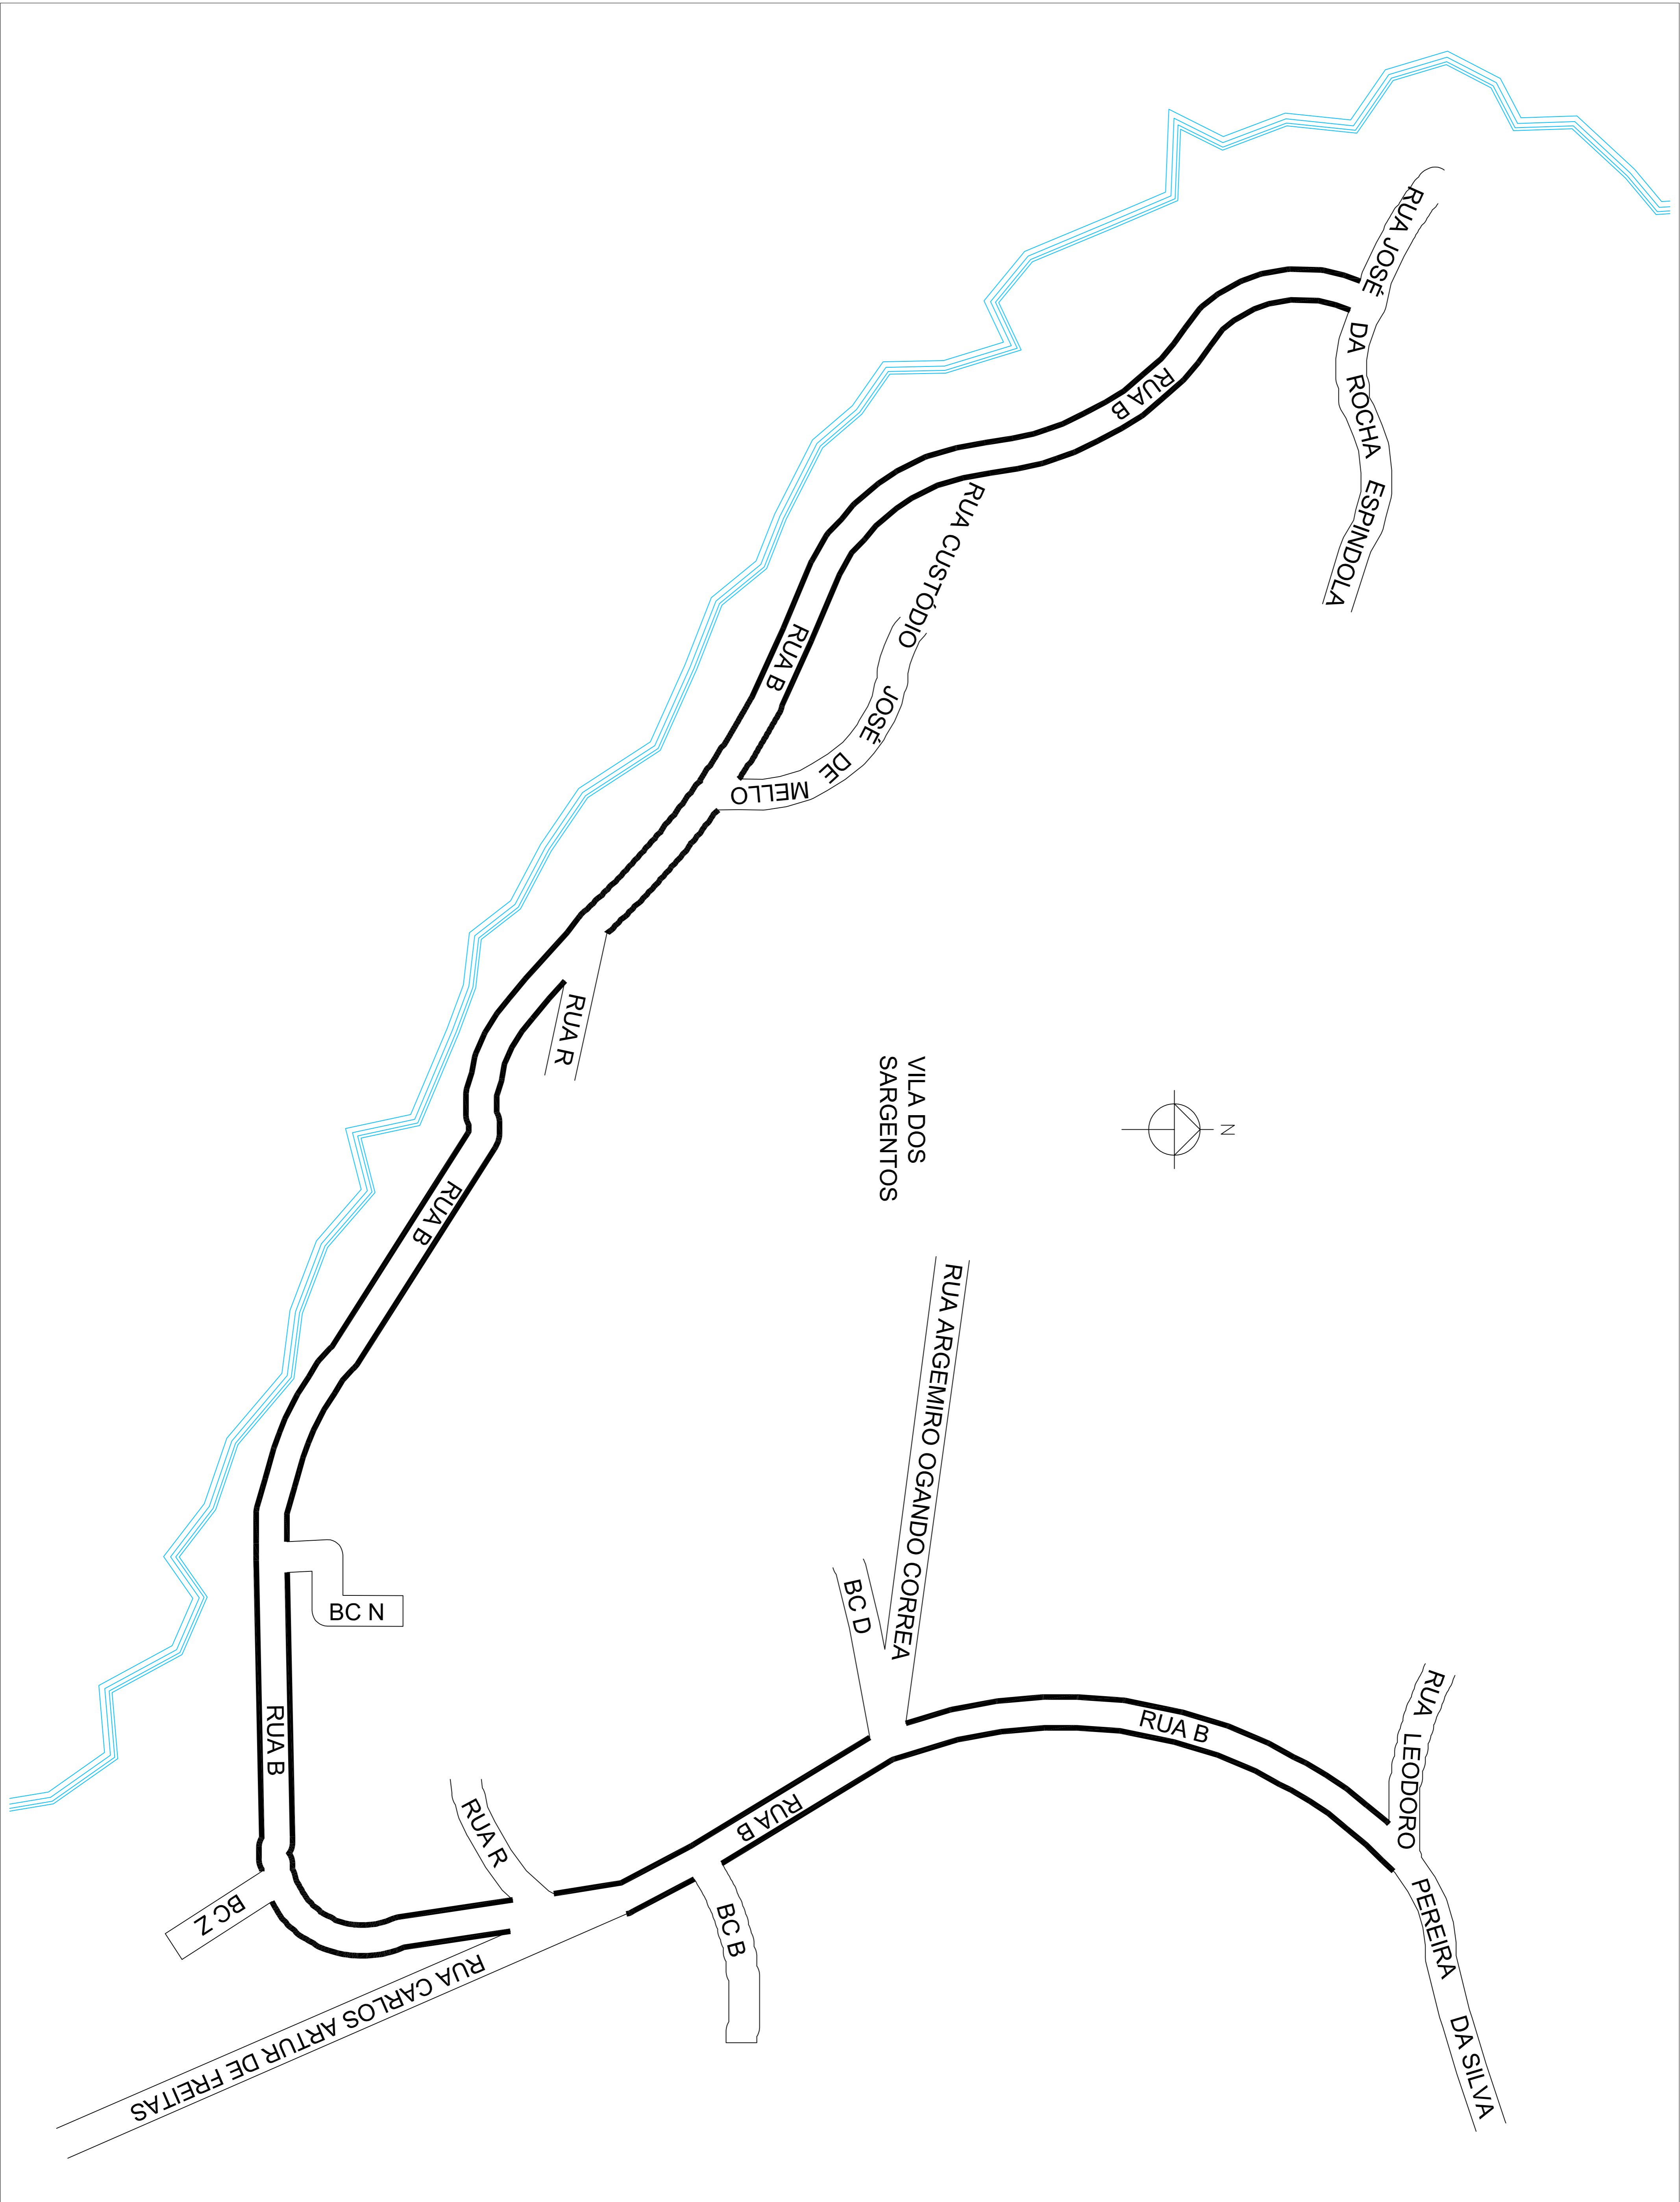 RUA JOSÉ DA ROCHA ESPINDOLA
RUA B
RUA CUSTÓDIO JOSÉ DE MELLO
RUA B
RUA R
N
VILA DOS
SARGENTOS
RUA B
RUA ARGEMIRO OGANDO CORREA
BC D
BC N
RUA LEODORO PEREIRA DA SILVA
RUA B
RUA B
RUA B
RUA R
BC B
BC Z
RUA CARLOS ARTUR DE FREITAS